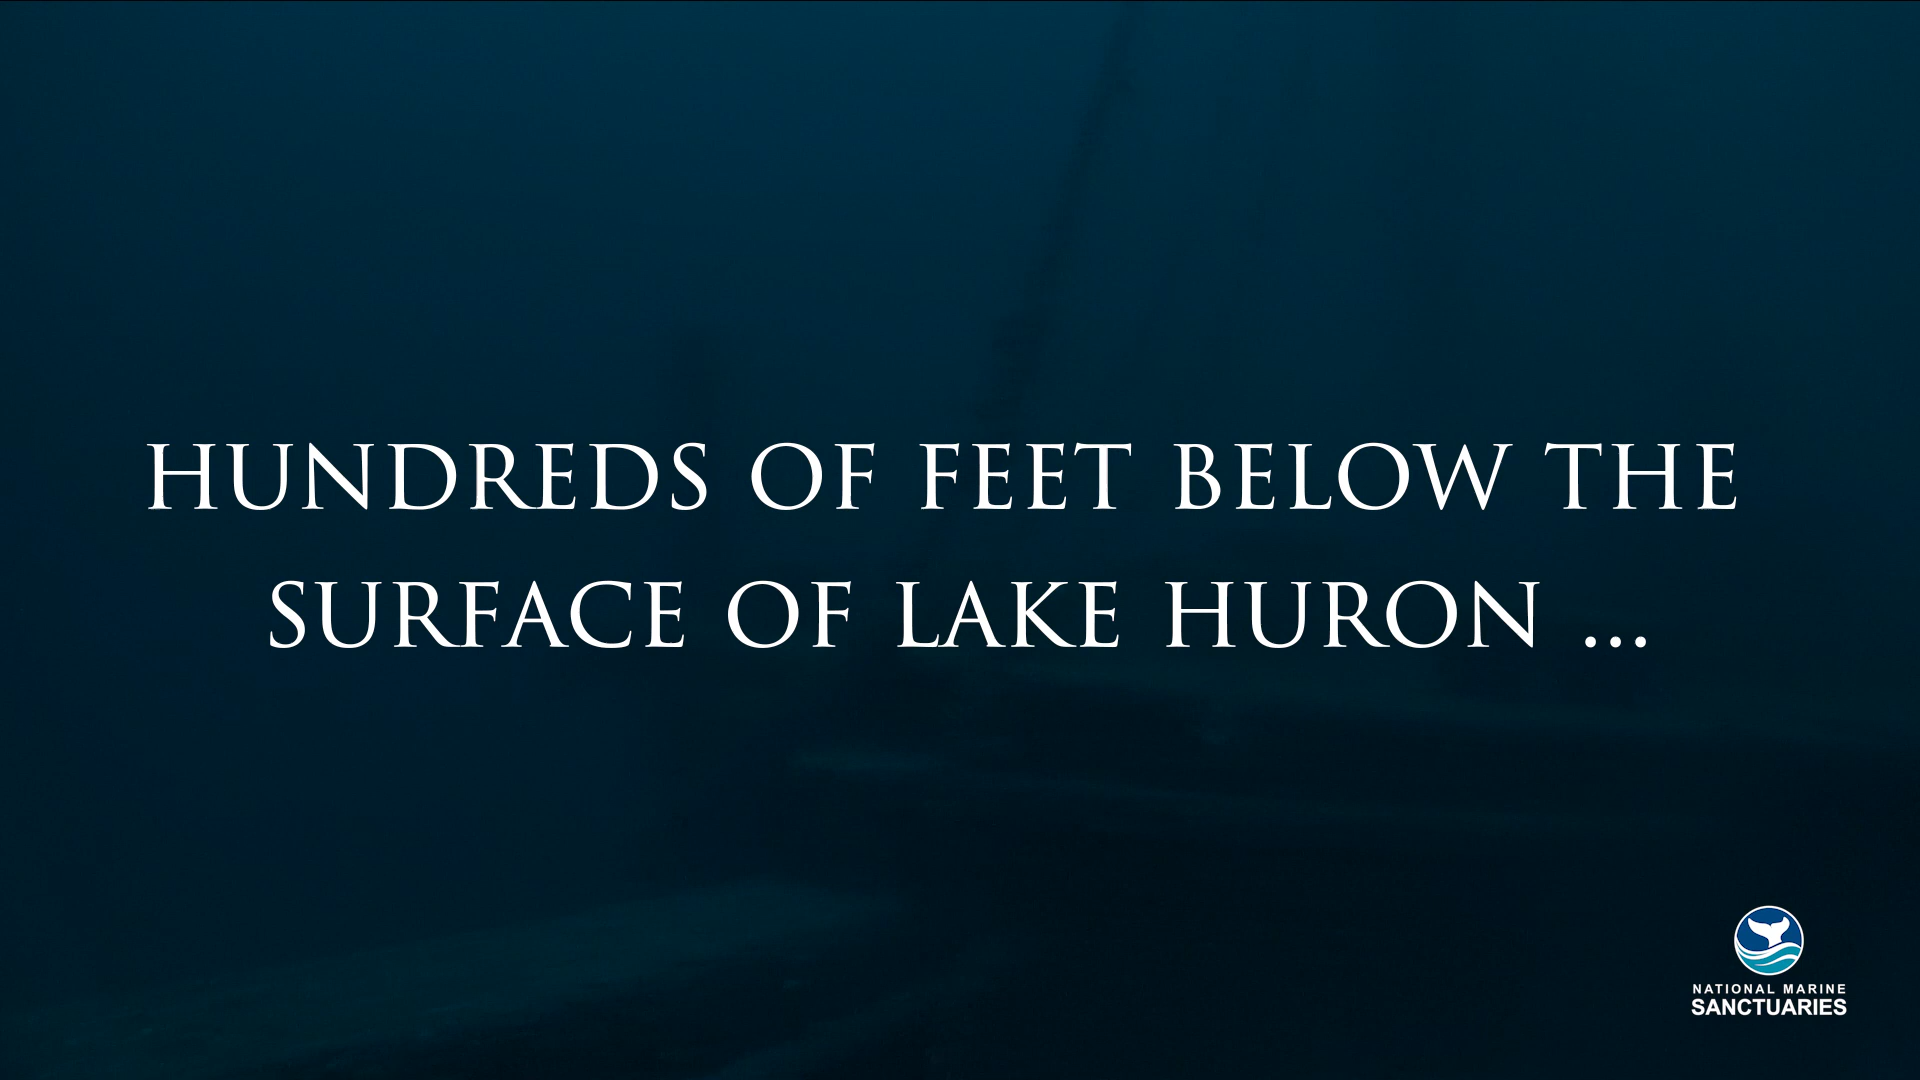 HUNDREDS OF FEET BELOW THE
SURFACE OF LAKE HURON ...
NATIONAL MARINE
SANCTUARIES